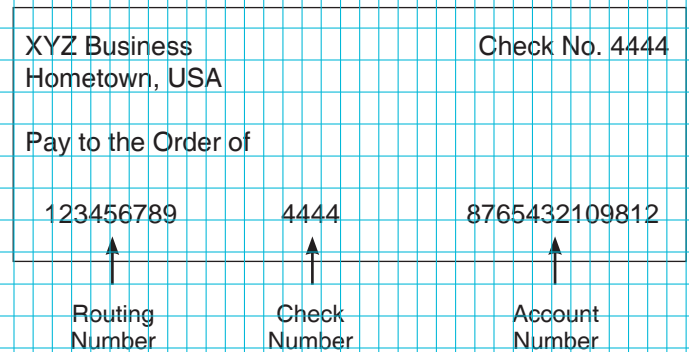 XYZ Business
Check No. 4444
Hometown, USA
Pay to the Order of
123456789 4444 8765432109812
Routing Number
Check Number
Account Number